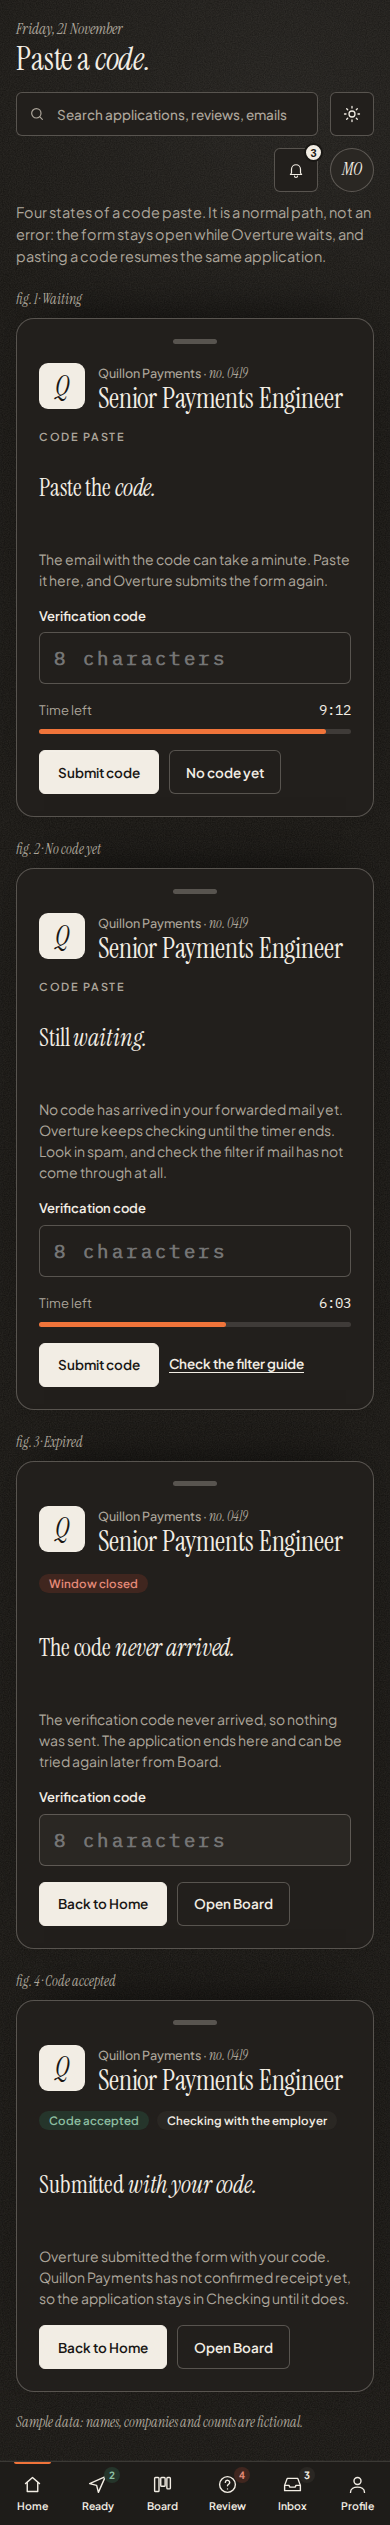 Friday, 21 November
Paste a code.
Search applications, reviews, emails
3
MO
Four states of a code paste. It is a normal path, not an
error: the form stays open while Overture waits, and
pasting a code resumes the same application.
fig. 1 · Waiting
Q
Quillon Payments · no. 0419
Senior Payments Engineer
CODE PASTE
Paste the code.
The email with the code can take a minute. Paste
it here, and Overture submits the form again.
Verification code
8 characters
Time left 9:12
Submit code No code yet
fig. 2 · No code yet
Q
Quillon Payments · no. 0419
Senior Payments Engineer
CODE PASTE
Still waiting.
No code has arrived in your forwarded mail yet.
Overture keeps checking until the timer ends.
Look in spam, and check the filter if mail has not
come through at all.
Verification code
8 characters
Time left 6:03
Submit code Check the filter guide
fig. 3 · Expired
Q
Quillon Payments · no. 0419
Senior Payments Engineer
Window closed
The code never arrived.
The verification code never arrived, so nothing
was sent. The application ends here and can be
tried again later from Board.
Verification code
8 characters
Back to Home Open Board
fig. 4 · Code accepted
Q
Quillon Payments · no. 0419
Senior Payments Engineer
Code accepted Checking with the employer
Submitted with your code.
Overture submitted the form with your code.
Quillon Payments has not confirmed receipt yet,
so the application stays in Checking until it does.
Back to Home Open Board
Sample data: names, companies and counts are fictional.
2 4 3
Home Ready Board Review Inbox Profile